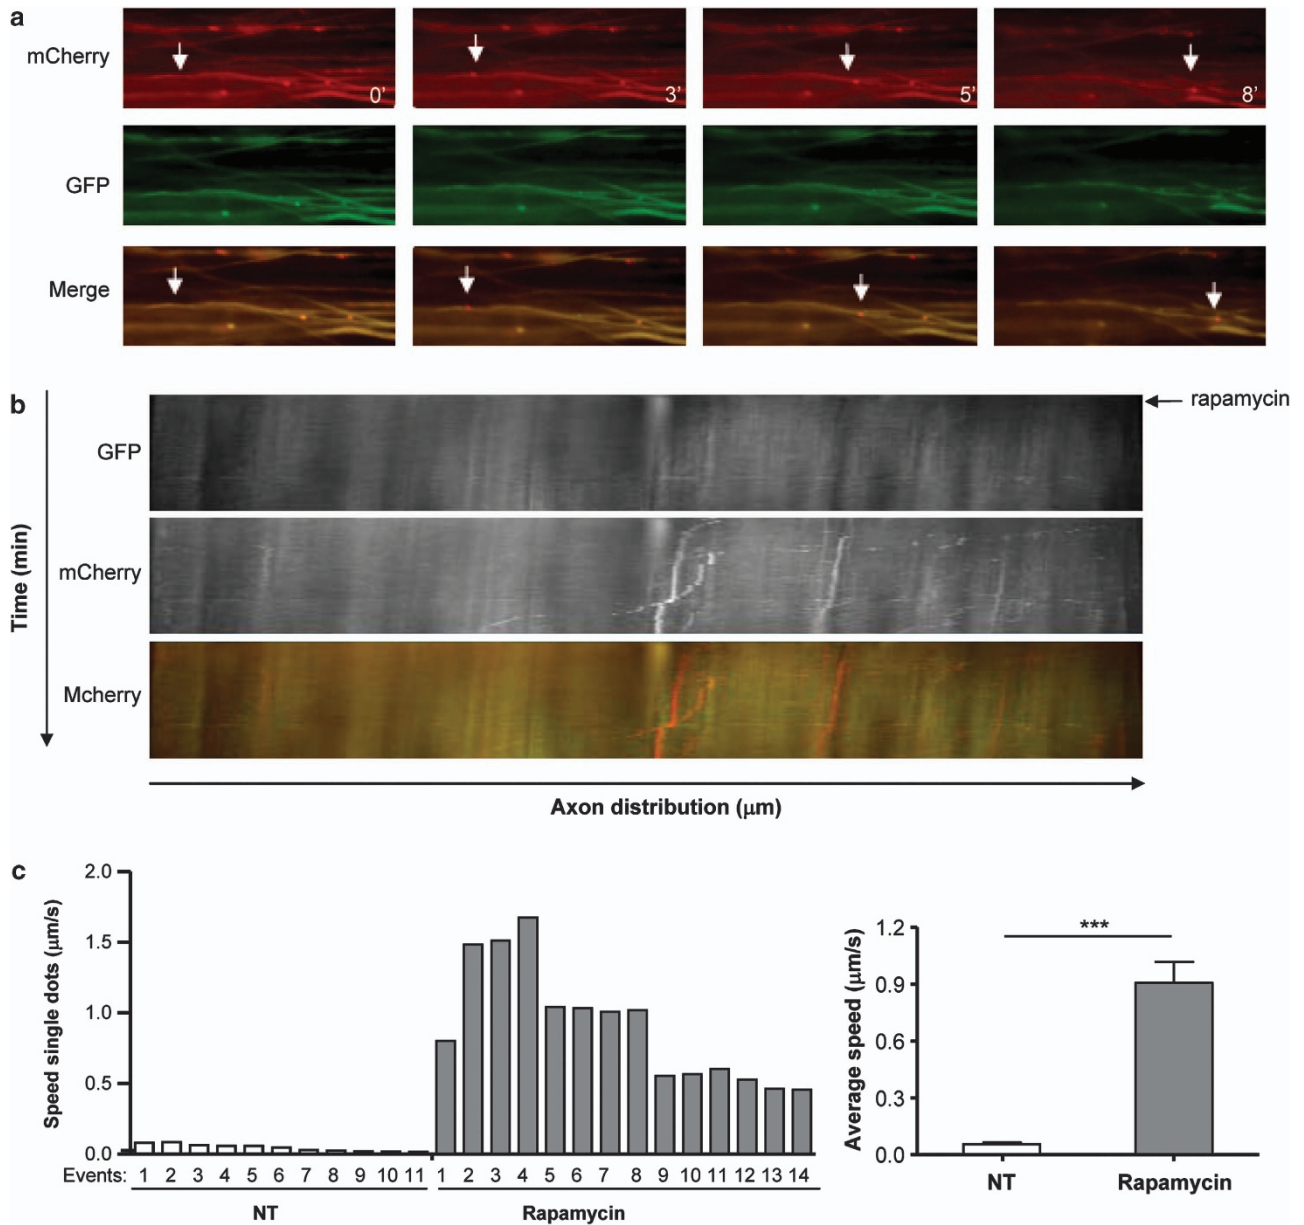 a
mCherry
0'
3'
5'
8'
GFP
Merge
b
rapamycin
GFP
mCherry
Mcherry
Time (min)
Axon distribution (μm)
c
Speed single dots (μm/s)
2.0
1.5
1.0
0.5
0.0
Events: 1 2 3 4 5 6 7 8 9 10 11 1 2 3 4 5 6 7 8 9 10 11 12 13 14
NT Rapamycin
Average speed (μm/s)
1.2
0.9
0.6
0.3
0.0
***
NT Rapamycin